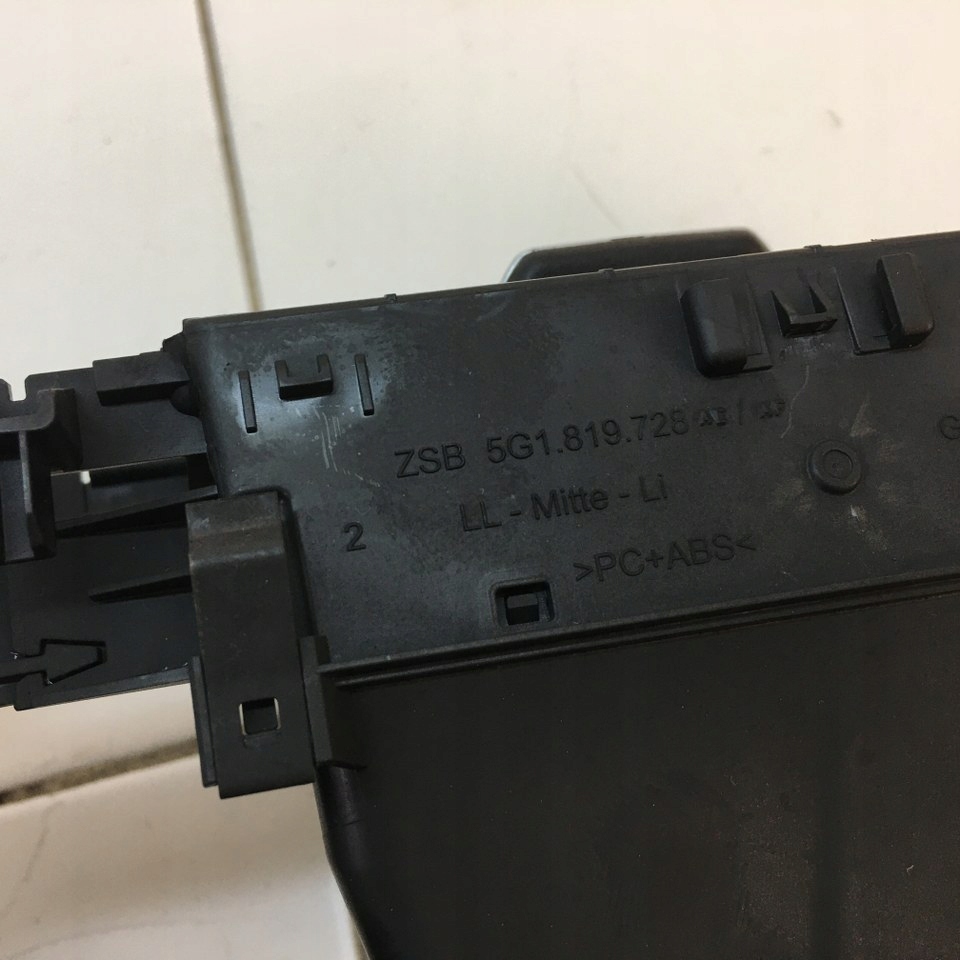 ZSB 5G1.819.728
G
LL - Mitte - Li
2
>PC+ABS<